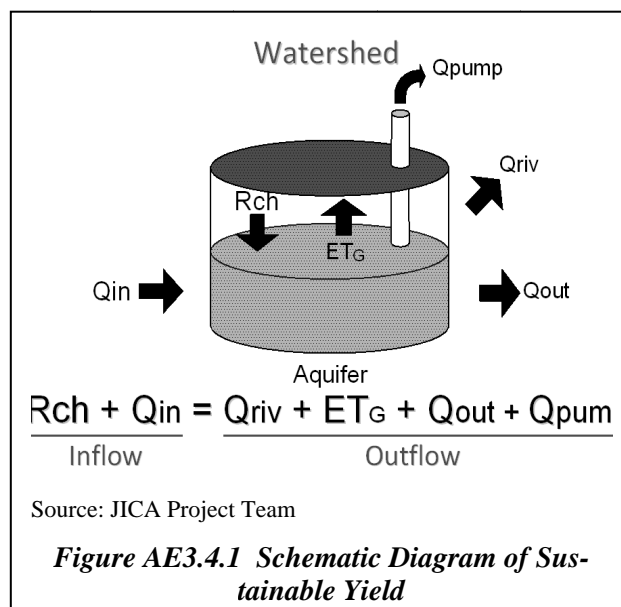 Watershed
Qpump
Qriv
Rch
ETG
Qin
Qout
Aquifer
Rch + Qin = Qriv + ETG + Qout + Qpum
Inflow Outflow
Source: JICA Project Team
Figure AE3.4.1 Schematic Diagram of Sus-
tainable Yield